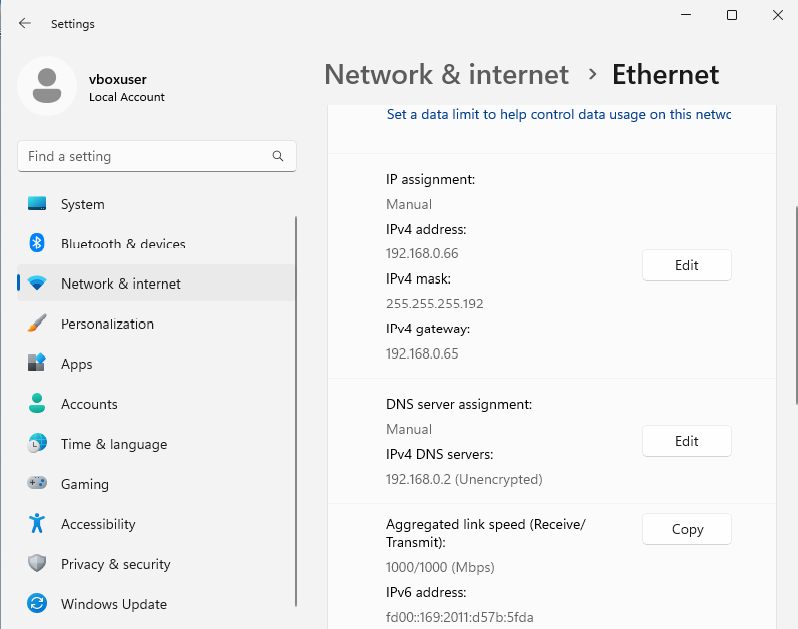 Settings
vboxuser
Local Account
Find a setting
System
Bluetooth & devices
Network & internet
Personalization
Apps
Accounts
Time & language
Gaming
Accessibility
Privacy & security
Windows Update
Network & internet › Ethernet
Set a data limit to help control data usage on this netwo
IP assignment:
Manual
IPv4 address:
192.168.0.66
IPv4 mask:
255.255.255.192
IPv4 gateway:
192.168.0.65
Edit
DNS server assignment:
Manual
IPv4 DNS servers:
192.168.0.2 (Unencrypted)
Edit
Aggregated link speed (Receive/
Transmit):
1000/1000 (Mbps)
IPv6 address:
fd00::169:2011:d57b:5fda
Copy